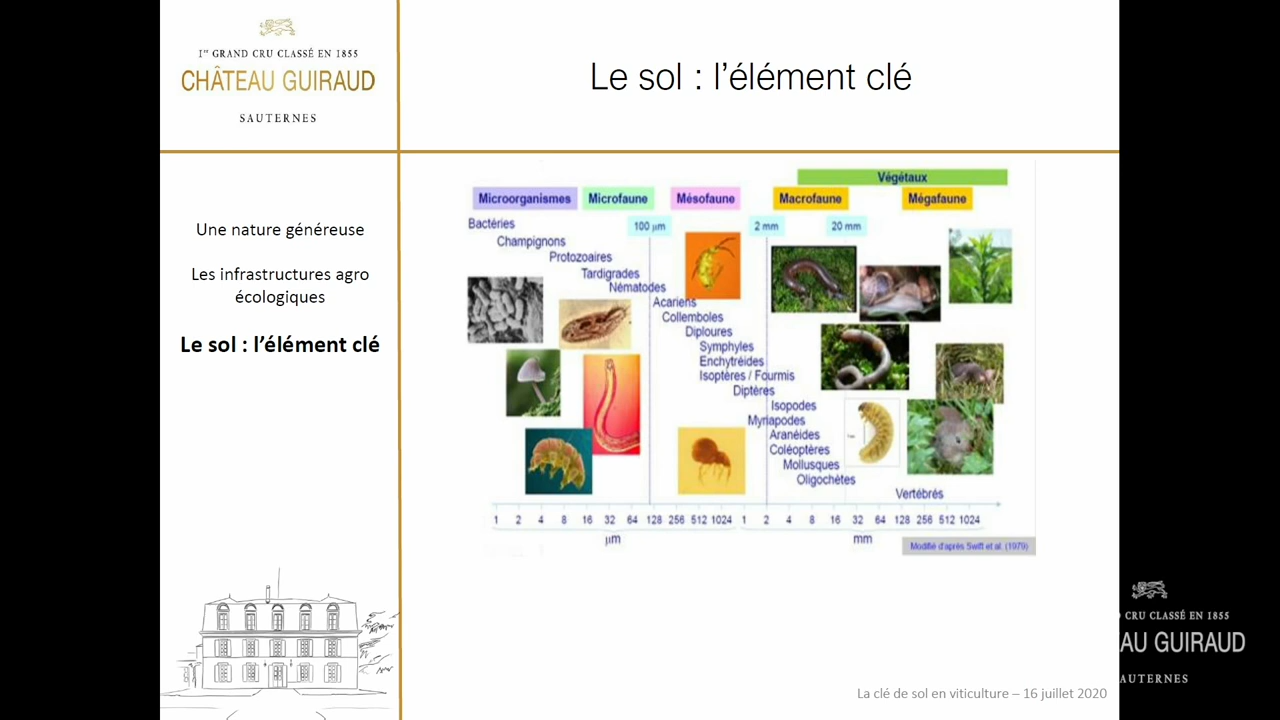 1er GRAND CRU CLASSÉ EN 1855
CHÂTEAU GUIRAUD
SAUTERNES
Le sol : l’élément clé
Une nature généreuse
Les infrastructures agro
écologiques
Le sol : l’élément clé
Végétaux
Microorganismes Microfaune Mésofaune Macrofaune Mégafaune
100 µm 2 mm 20 mm
Bactéries
Champignons
Protozoaires
Tardigrades
Nématodes
Acariens
Collemboles
Diploures
Symphyles
Enchytréides
Isoptères / Fourmis
Diptères
Isopodes
Myriapodes
Aranéides
Coléoptères
Mollusques
Oligochètes
Vertébrés
1 2 4 8 16 32 64 128 256 512 1024 1 2 4 8 16 32 64 128 256 512 1024
µm mm
Modifié d'après Swift et al. (1979)
La clé de sol en viticulture – 16 juillet 2020
CRU CLASSÉ EN 1855
AU GUIRAUD
AUTERNES